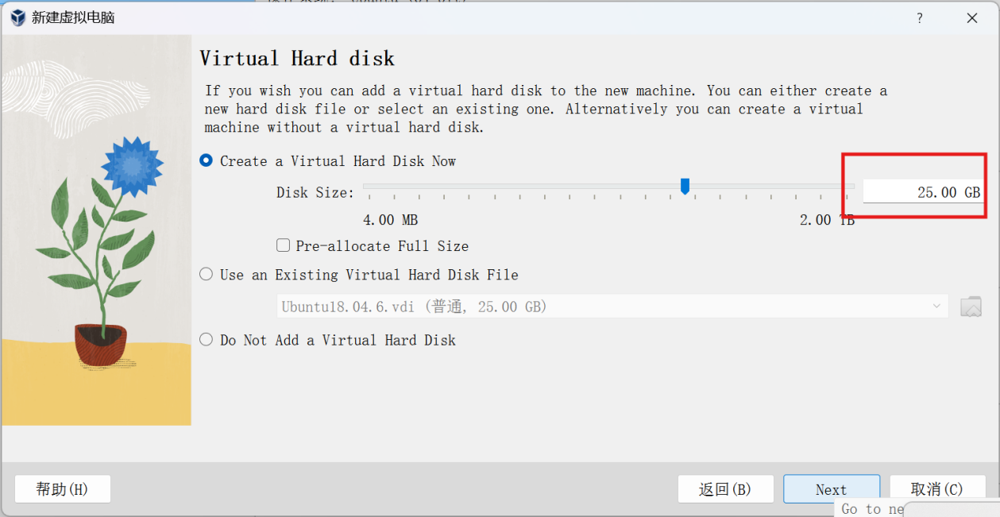 新建虚拟电脑
?
Virtual Hard disk
If you wish you can add a virtual hard disk to the new machine. You can either create a
new hard disk file or select an existing one. Alternatively you can create a virtual
machine without a virtual hard disk.
Create a Virtual Hard Disk Now
Disk Size:
25.00 GB
4.00 MB
2.00 TB
Pre-allocate Full Size
Use an Existing Virtual Hard Disk File
Ubuntu18.04.6.vdi (普通, 25.00 GB)
Do Not Add a Virtual Hard Disk
帮助(H)
返回(B)
Next
取消(C)
Go to ne